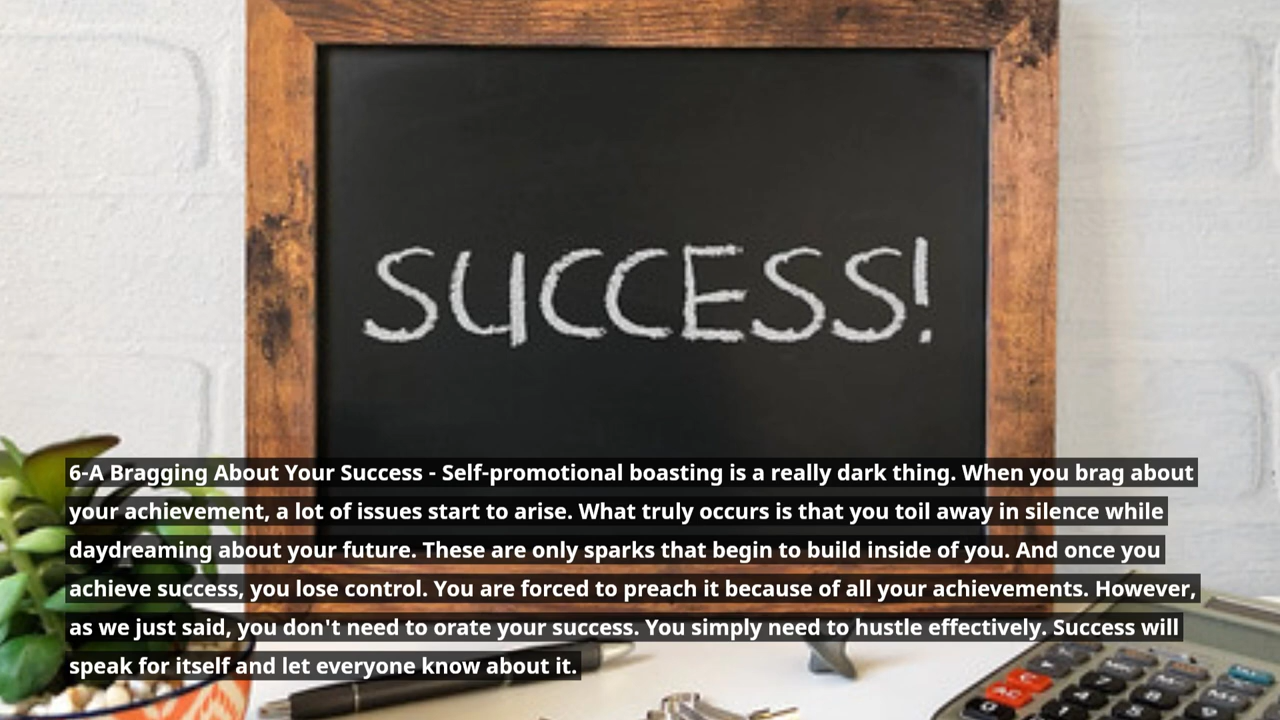 SUCCESS!
6-A Bragging About Your Success - Self-promotional boasting is a really dark thing. When you brag about
your achievement, a lot of issues start to arise. What truly occurs is that you toil away in silence while
daydreaming about your future. These are only sparks that begin to build inside of you. And once you
achieve success, you lose control. You are forced to preach it because of all your achievements. However,
as we just said, you don't need to orate your success. You simply need to hustle effectively. Success will
speak for itself and let everyone know about it.
C
AC
7
8
4
5